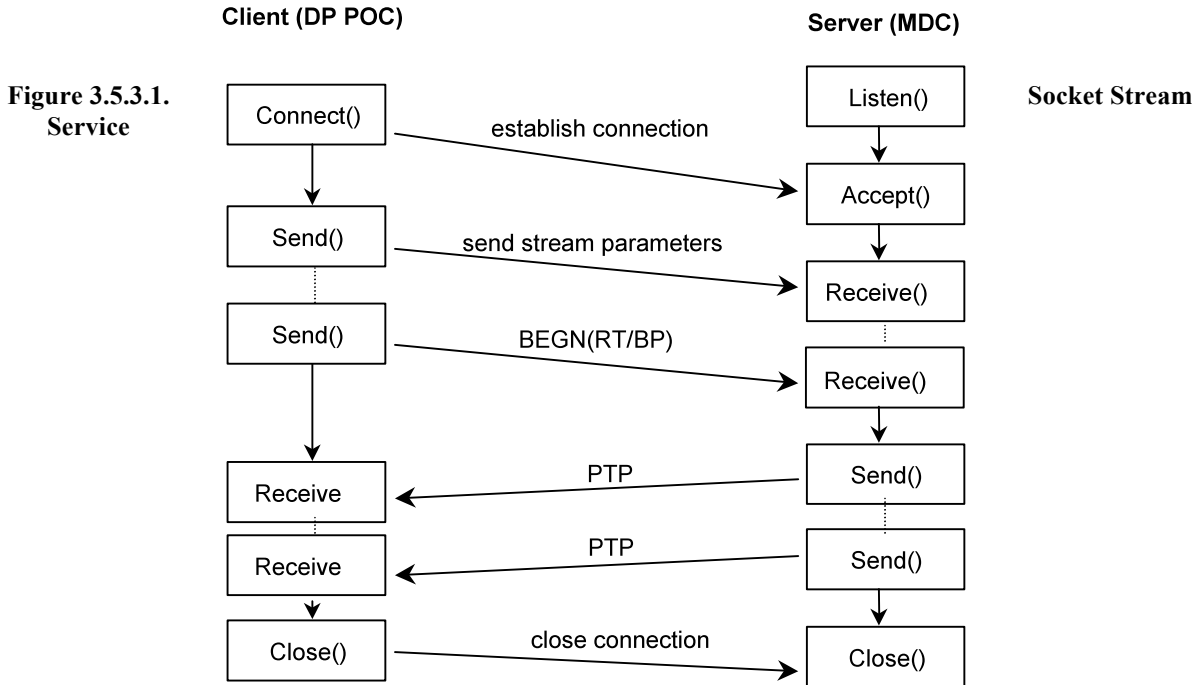 Client (DP POC)
Server (MDC)
Figure 3.5.3.1.
Service
Socket Stream
Connect()
Listen()
establish connection
Accept()
Send()
send stream parameters
Receive()
Send()
BEGN(RT/BP)
Receive()
Receive
PTP
Send()
Receive
PTP
Send()
Close()
close connection
Close()